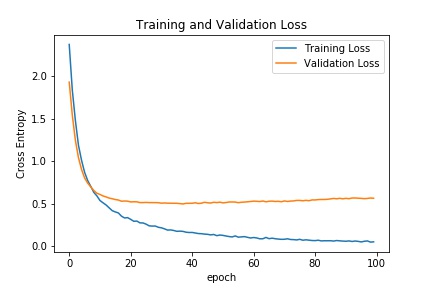 Training and Validation Loss
Training Loss
Validation Loss
Cross Entropy
2.0
1.5
1.0
0.5
0.0
0 20 40 60 80 100
epoch